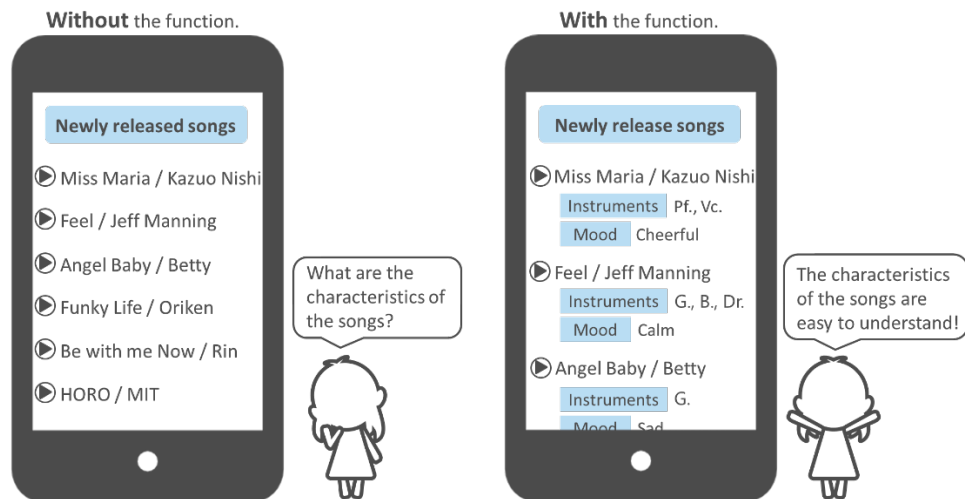 Without the function.
Newly released songs
Miss Maria / Kazuo Nishi
Feel / Jeff Manning
Angel Baby / Betty
Funky Life / Oriken
Be with me Now / Rin
HORO / MIT
What are the
characteristics of
the songs?
With the function.
Newly release songs
Miss Maria / Kazuo Nishi
Instruments Pf., Vc.
Mood Cheerful
Feel / Jeff Manning
Instruments G., B., Dr.
Mood Calm
Angel Baby / Betty
Instruments G.
Mood Sad
The characteristics
of the songs are
easy to understand!